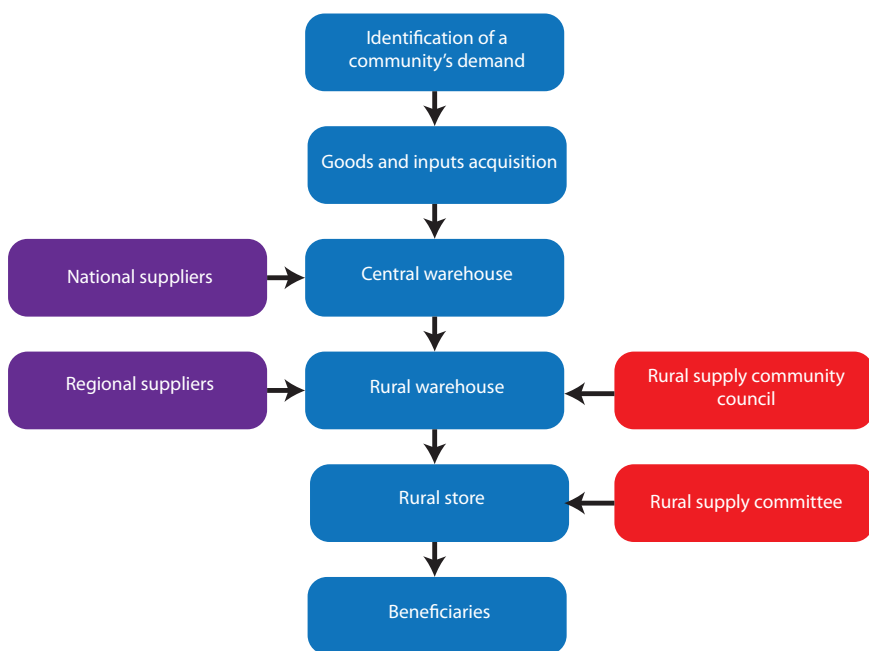 Identification of a
community's demand
Goods and inputs acquisition
National suppliers
Central warehouse
Regional suppliers
Rural warehouse
Rural supply community
council
Rural store
Rural supply committee
Beneficiaries